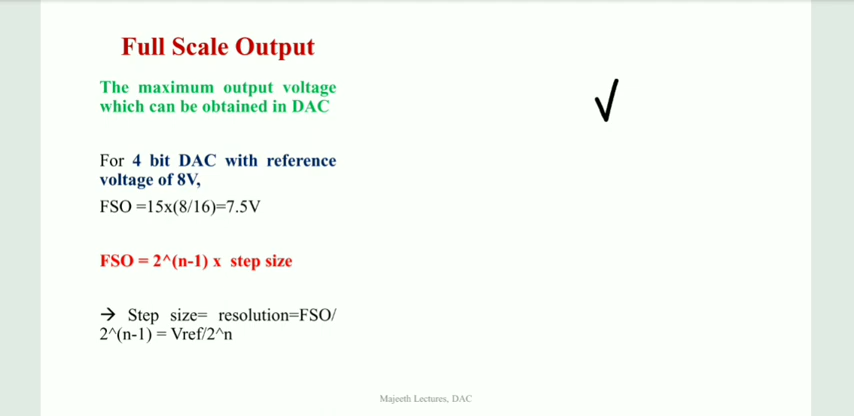 Full Scale Output
The maximum output voltage
which can be obtained in DAC
For 4 bit DAC with reference
voltage of 8V,
FSO =15x(8/16)=7.5V
FSO = 2^(n-1) x step size
→ Step size= resolution=FSO/
2^(n-1) = Vref/2^n
Majeeth Lectures, DAC